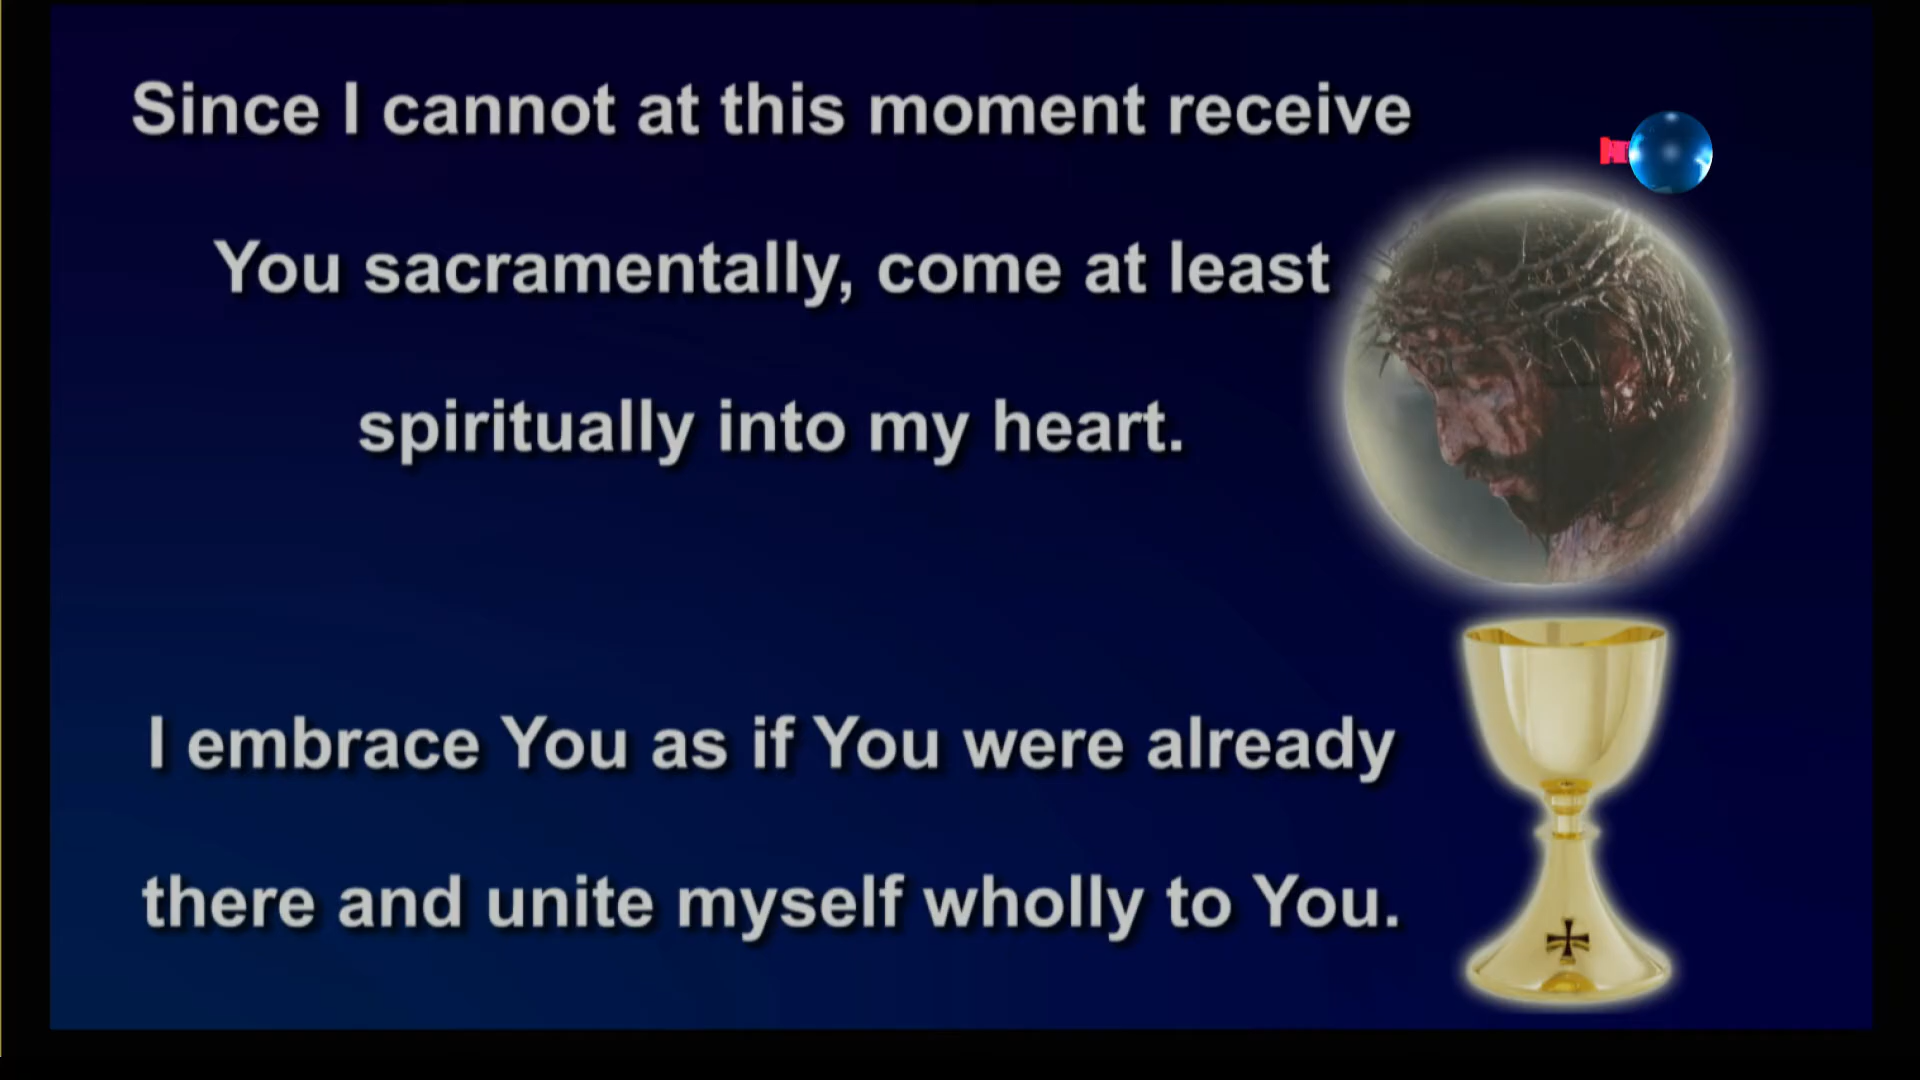 Since I cannot at this moment receive
You sacramentally, come at least
spiritually into my heart.
I embrace You as if You were already
there and unite myself wholly to You.